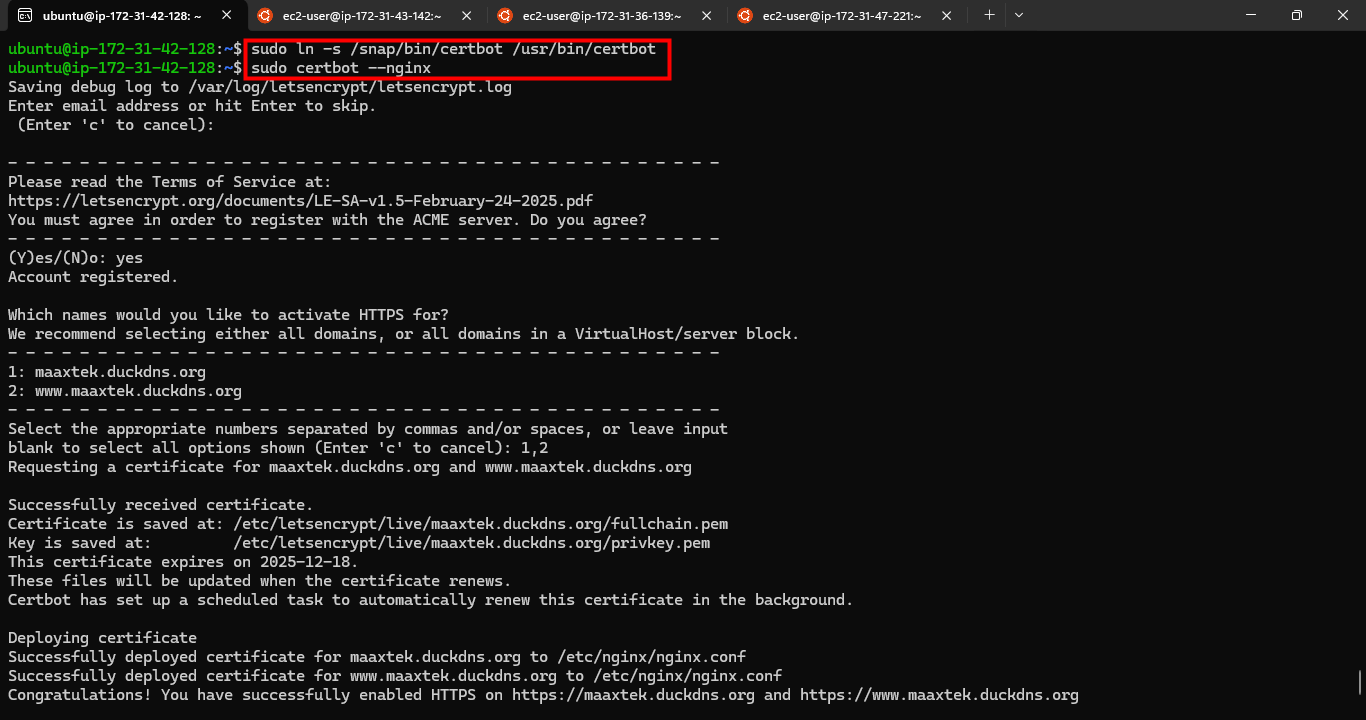 ubuntu@ip-172-31-42-128: ~
ec2-user@ip-172-31-43-142:~
ec2-user@ip-172-31-36-139:~
ec2-user@ip-172-31-47-221:~
ubuntu@ip-172-31-42-128:~$ sudo ln -s /snap/bin/certbot /usr/bin/certbot
ubuntu@ip-172-31-42-128:~$ sudo certbot --nginx
Saving debug log to /var/log/letsencrypt/letsencrypt.log
Enter email address or hit Enter to skip.
 (Enter 'c' to cancel):
- - - - - - - - - - - - - - - - - - - - - - - - - - - - - - - - - - - - - - - -
Please read the Terms of Service at:
https://letsencrypt.org/documents/LE-SA-v1.5-February-24-2025.pdf
You must agree in order to register with the ACME server. Do you agree?
- - - - - - - - - - - - - - - - - - - - - - - - - - - - - - - - - - - - - - - -
(Y)es/(N)o: yes
Account registered.
Which names would you like to activate HTTPS for?
We recommend selecting either all domains, or all domains in a VirtualHost/server block.
- - - - - - - - - - - - - - - - - - - - - - - - - - - - - - - - - - - - - - - -
1: maaxtek.duckdns.org
2: www.maaxtek.duckdns.org
- - - - - - - - - - - - - - - - - - - - - - - - - - - - - - - - - - - - - - - -
Select the appropriate numbers separated by commas and/or spaces, or leave input
blank to select all options shown (Enter 'c' to cancel): 1,2
Requesting a certificate for maaxtek.duckdns.org and www.maaxtek.duckdns.org
Successfully received certificate.
Certificate is saved at: /etc/letsencrypt/live/maaxtek.duckdns.org/fullchain.pem
Key is saved at:         /etc/letsencrypt/live/maaxtek.duckdns.org/privkey.pem
This certificate expires on 2025-12-18.
These files will be updated when the certificate renews.
Certbot has set up a scheduled task to automatically renew this certificate in the background.
Deploying certificate
Successfully deployed certificate for maaxtek.duckdns.org to /etc/nginx/nginx.conf
Successfully deployed certificate for www.maaxtek.duckdns.org to /etc/nginx/nginx.conf
Congratulations! You have successfully enabled HTTPS on https://maaxtek.duckdns.org and https://www.maaxtek.duckdns.org